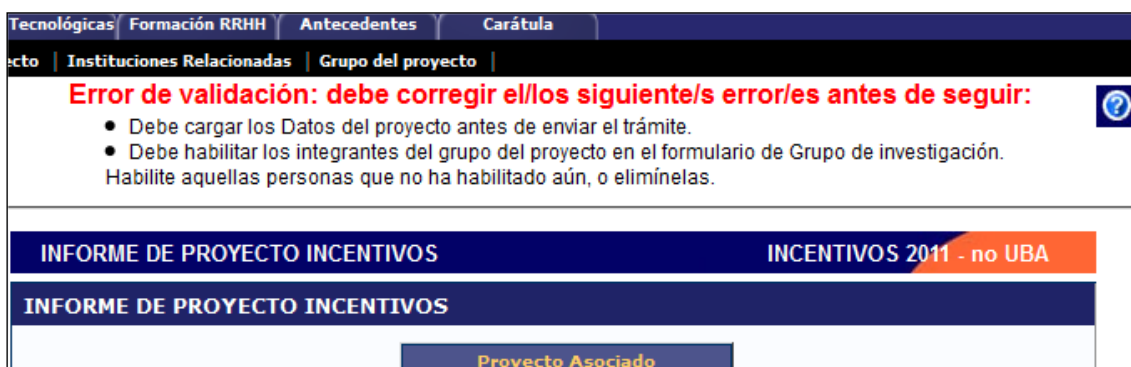 Tecnológicas Formación RRHH Antecedentes Carátula
ecto | Instituciones Relacionadas | Grupo del proyecto |
Error de validación: debe corregir el/los siguiente/s error/es antes de seguir:
• Debe cargar los Datos del proyecto antes de enviar el trámite.
• Debe habilitar los integrantes del grupo del proyecto en el formulario de Grupo de investigación.
Habilite aquellas personas que no ha habilitado aún, o elimínelas.
INFORME DE PROYECTO INCENTIVOS INCENTIVOS 2011 - no UBA
INFORME DE PROYECTO INCENTIVOS
Proyecto Asociado